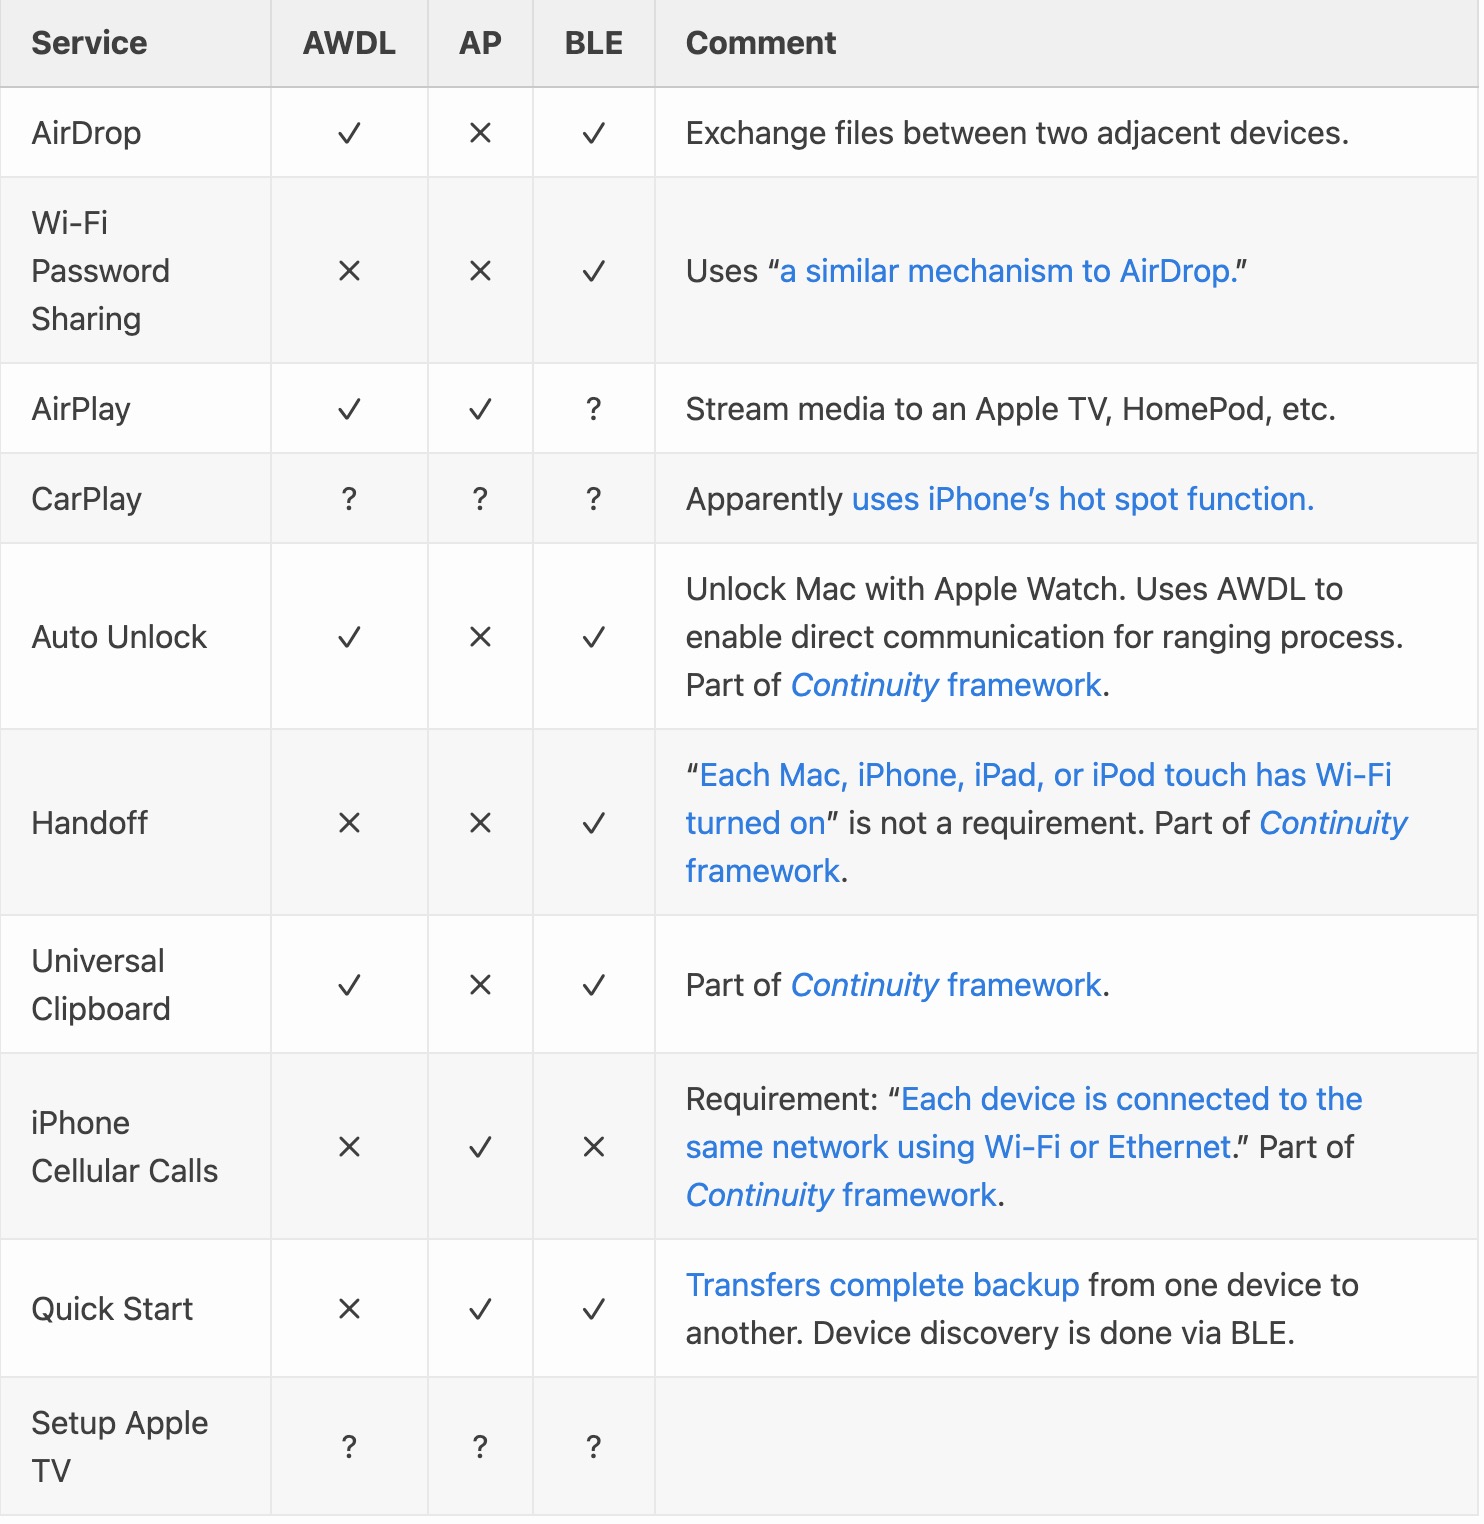 Service AWDL AP BLE Comment
AirDrop ✓ ✕ ✓ Exchange files between two adjacent devices.
Wi-Fi
Password
Sharing
✕ ✕ ✓ Uses “a similar mechanism to AirDrop.”
AirPlay ✓ ✓ ? Stream media to an Apple TV, HomePod, etc.
CarPlay ? ? ? Apparently uses iPhone’s hot spot function.
Auto Unlock ✓ ✕ ✓
Unlock Mac with Apple Watch. Uses AWDL to
enable direct communication for ranging process.
Part of Continuity framework.
Handoff ✕ ✕ ✓
“Each Mac, iPhone, iPad, or iPod touch has Wi-Fi
turned on” is not a requirement. Part of Continuity
framework.
Universal
Clipboard
✓ ✕ ✓ Part of Continuity framework.
iPhone
Cellular Calls
✕ ✓ ✕
Requirement: “Each device is connected to the
same network using Wi-Fi or Ethernet.” Part of
Continuity framework.
Quick Start ✕ ✓ ✓
Transfers complete backup from one device to
another. Device discovery is done via BLE.
Setup Apple
TV
? ? ?